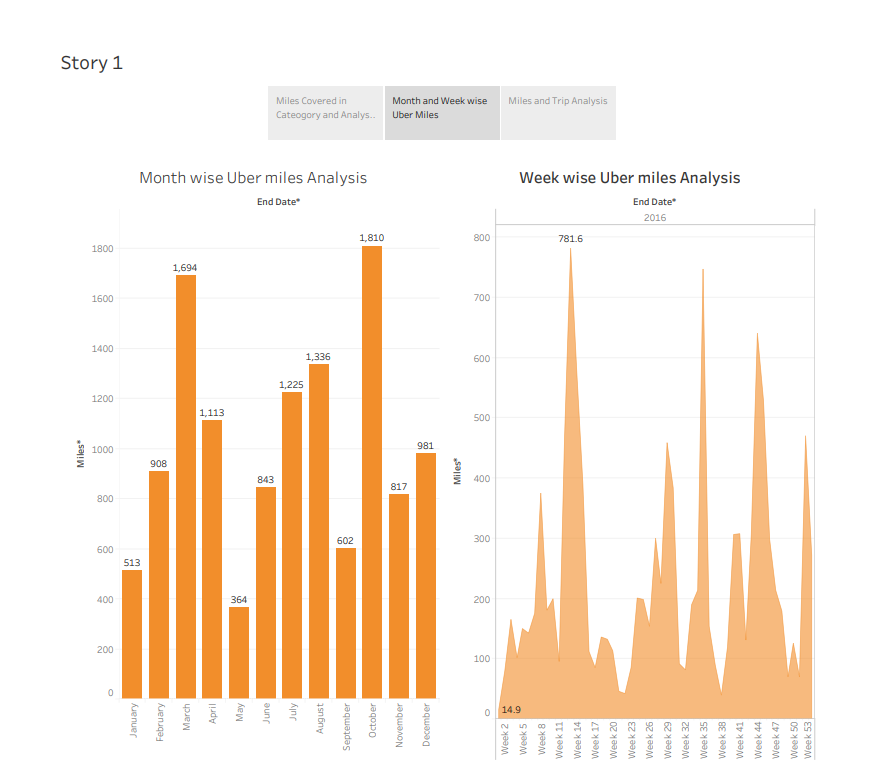 Story 1
Miles Covered in
Cateogory and Analys..
Month and Week wise
Uber Miles
Miles and Trip Analysis
Month wise Uber miles Analysis
End Date*
Miles*
1800
1600
1400
1200
1000
800
600
400
200
0
513
908
1,694
1,113
364
843
1,225
1,336
602
1,810
817
981
January
February
March
April
May
June
July
August
September
October
November
December
Week wise Uber miles Analysis
End Date*
2016
Miles*
800
700
600
500
400
300
200
100
0
781.6
14.9
Week 2
Week 5
Week 8
Week 11
Week 14
Week 17
Week 20
Week 23
Week 26
Week 29
Week 32
Week 35
Week 38
Week 41
Week 44
Week 47
Week 50
Week 53